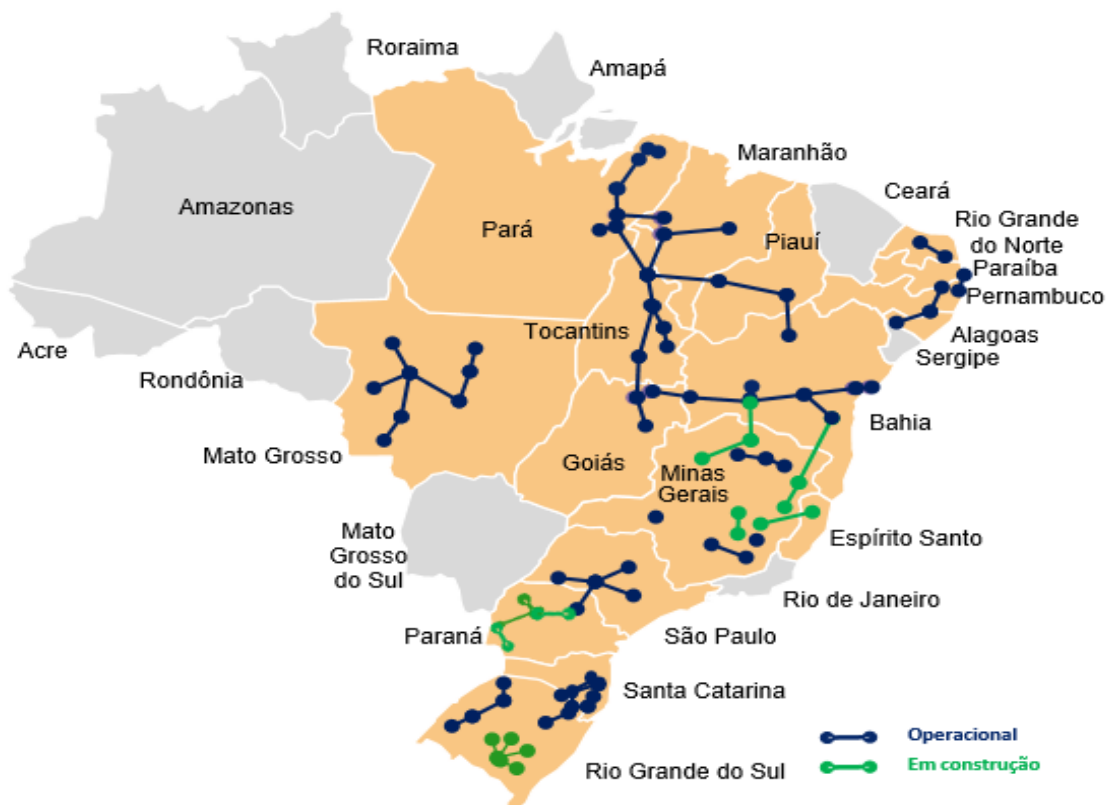 Roraima
Amapá
Maranhão
Ceará
Amazonas
Pará
Piauí
Rio Grande
do Norte
Paraíba
Pernambuco
Tocantins
Alagoas
Sergipe
Acre
Rondônia
Bahia
Mato Grosso
Goiás
Minas
Gerais
Mato
Grosso
do Sul
Espírito Santo
Rio de Janeiro
Paraná
São Paulo
Santa Catarina
Operacional
Em construção
Rio Grande do Sul